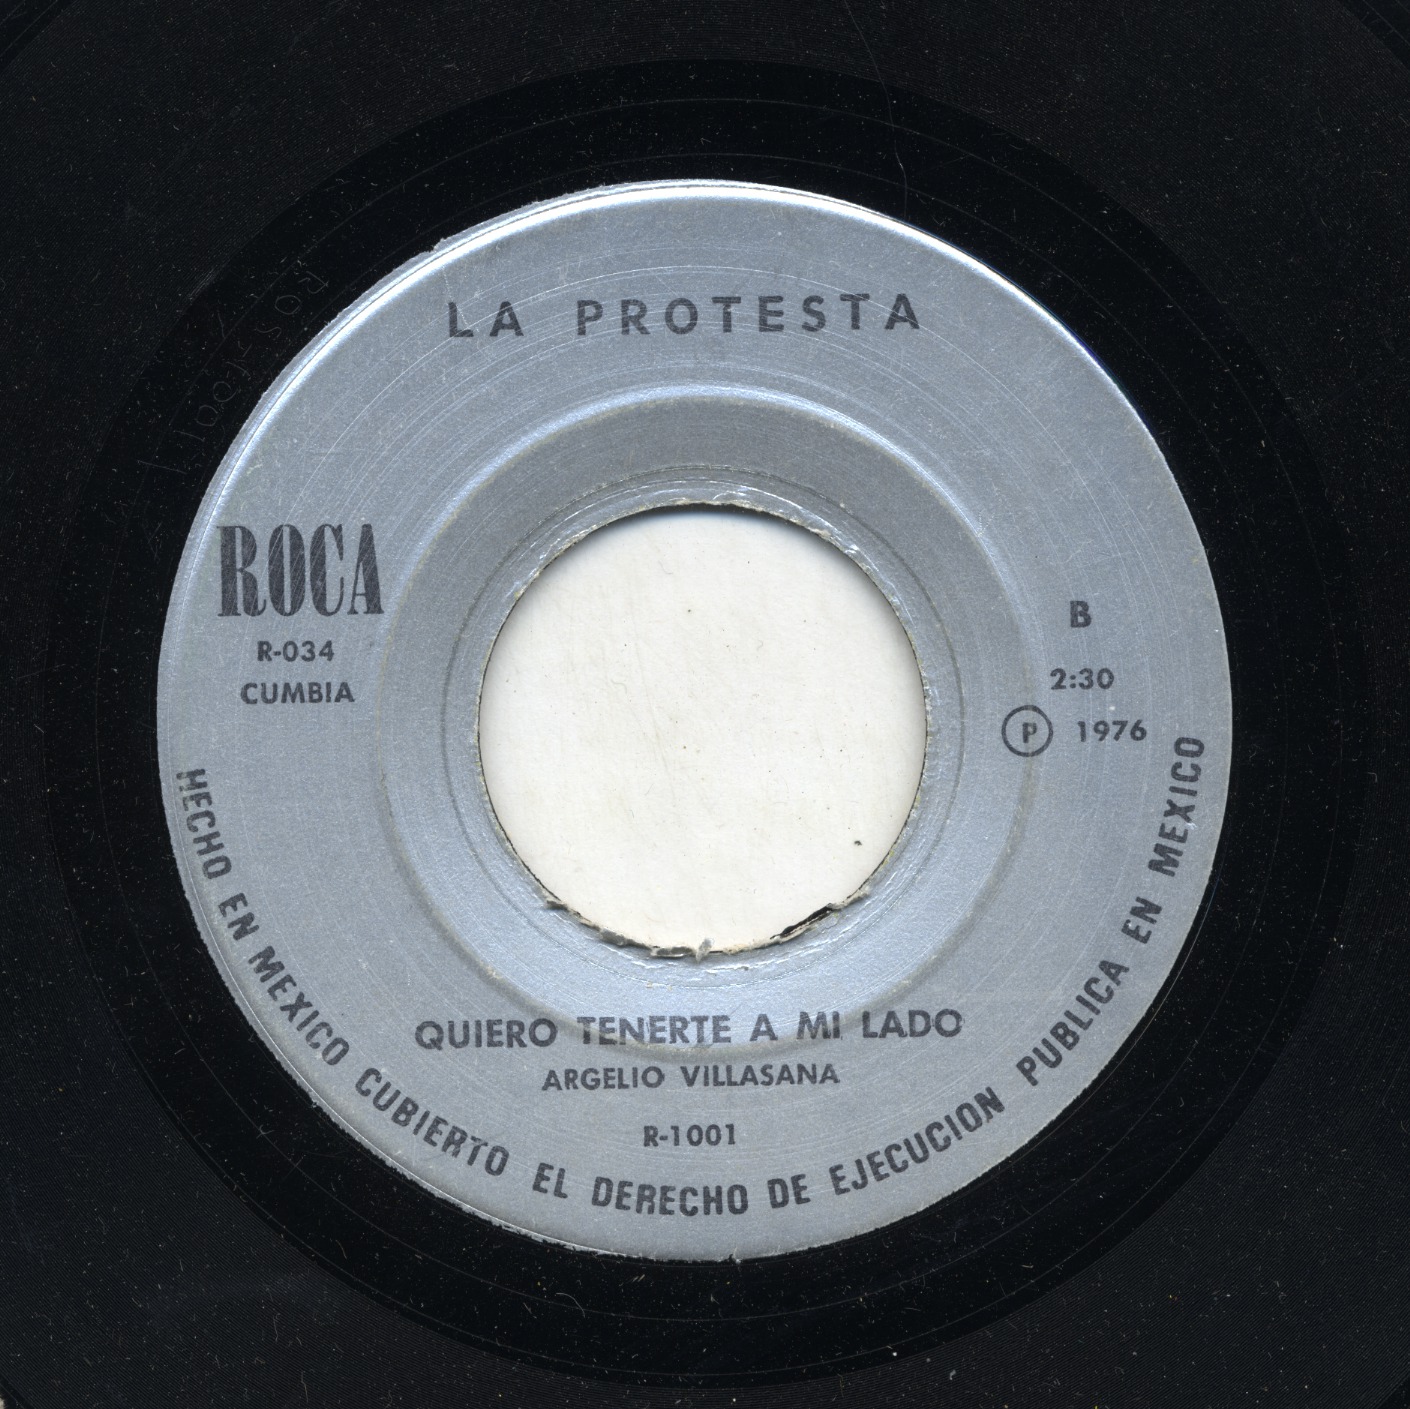 LA PROTESTA
ROCA
R-034
CUMBIA
B
2:30
Ⓟ 1976
QUIERO TENERTE A MI LADO
ARGELIO VILLASANA
R-1001
HECHO EN MEXICO CUBIERTO EL DERECHO DE EJECUCION PUBLICA EN MEXICO